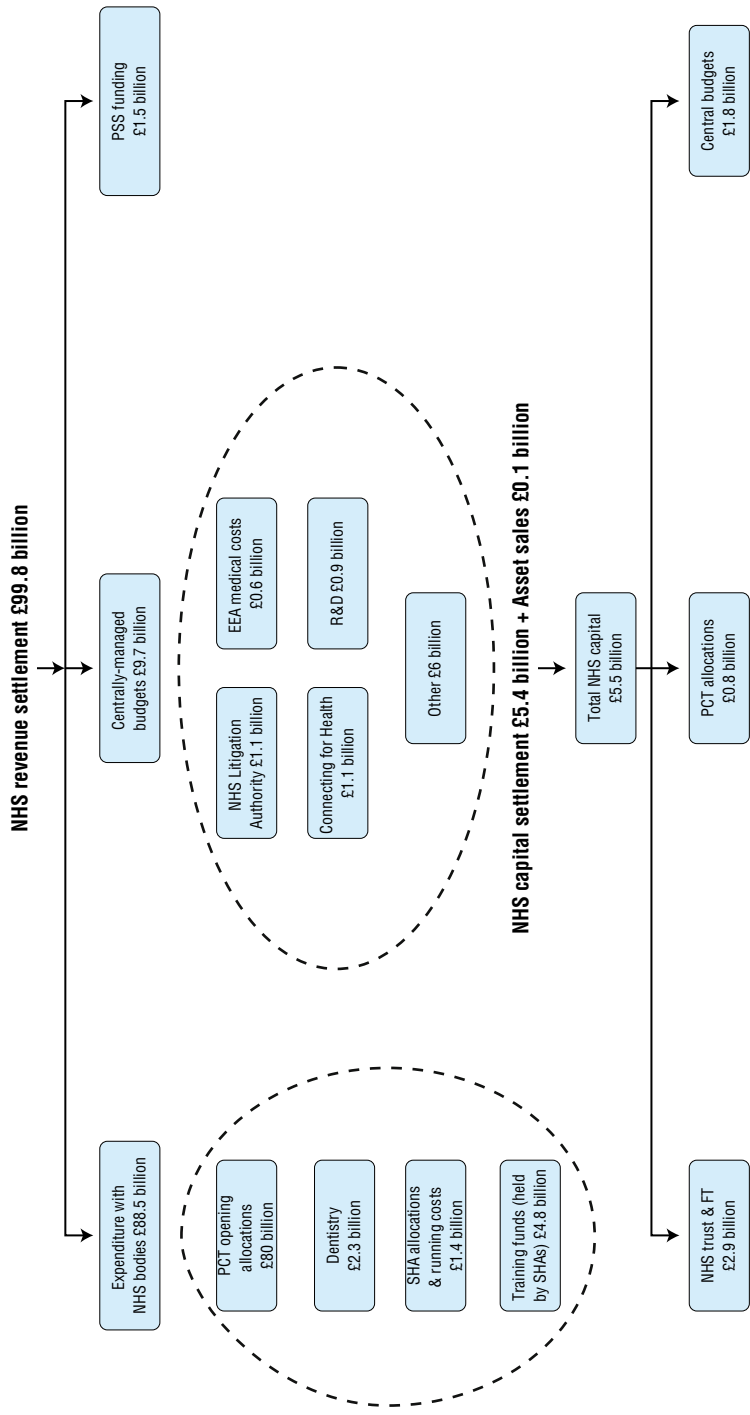 NHS revenue settlement £99.8 billion
Expenditure with
NHS bodies £88.5 billion
Centrally-managed
budgets £9.7 billion
PSS funding
£1.5 billion
PCT opening
allocations
£80 billion
Dentistry
£2.3 billion
SHA allocations
& running costs
£1.4 billion
Training funds (held
by SHAs) £4.8 billion
NHS Litigation
Authority £1.1 billion
EEA medical costs
£0.6 billion
Connecting for Health
£1.1 billion
R&D £0.9 billion
Other £6 billion
NHS capital settlement £5.4 billion + Asset sales £0.1 billion
Total NHS capital
£5.5 billion
NHS trust & FT
£2.9 billion
PCT allocations
£0.8 billion
Central budgets
£1.8 billion